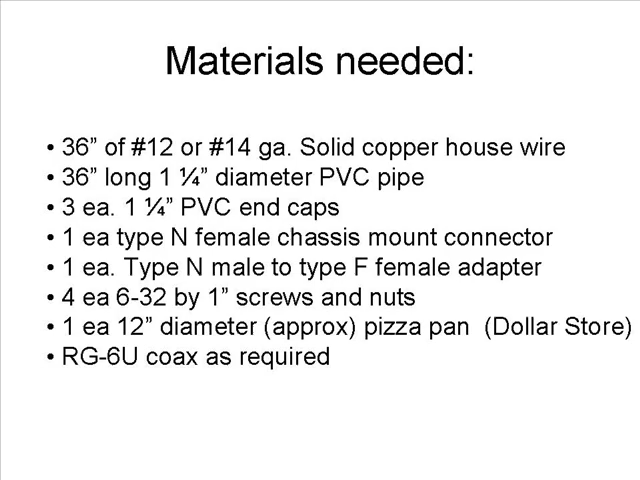 Materials needed:
• 36” of #12 or #14 ga. Solid copper house wire
• 36” long 1 ¼” diameter PVC pipe
• 3 ea. 1 ¼” PVC end caps
• 1 ea type N female chassis mount connector
• 1 ea. Type N male to type F female adapter
• 4 ea 6-32 by 1” screws and nuts
• 1 ea 12” diameter (approx) pizza pan  (Dollar Store)
• RG-6U coax as required